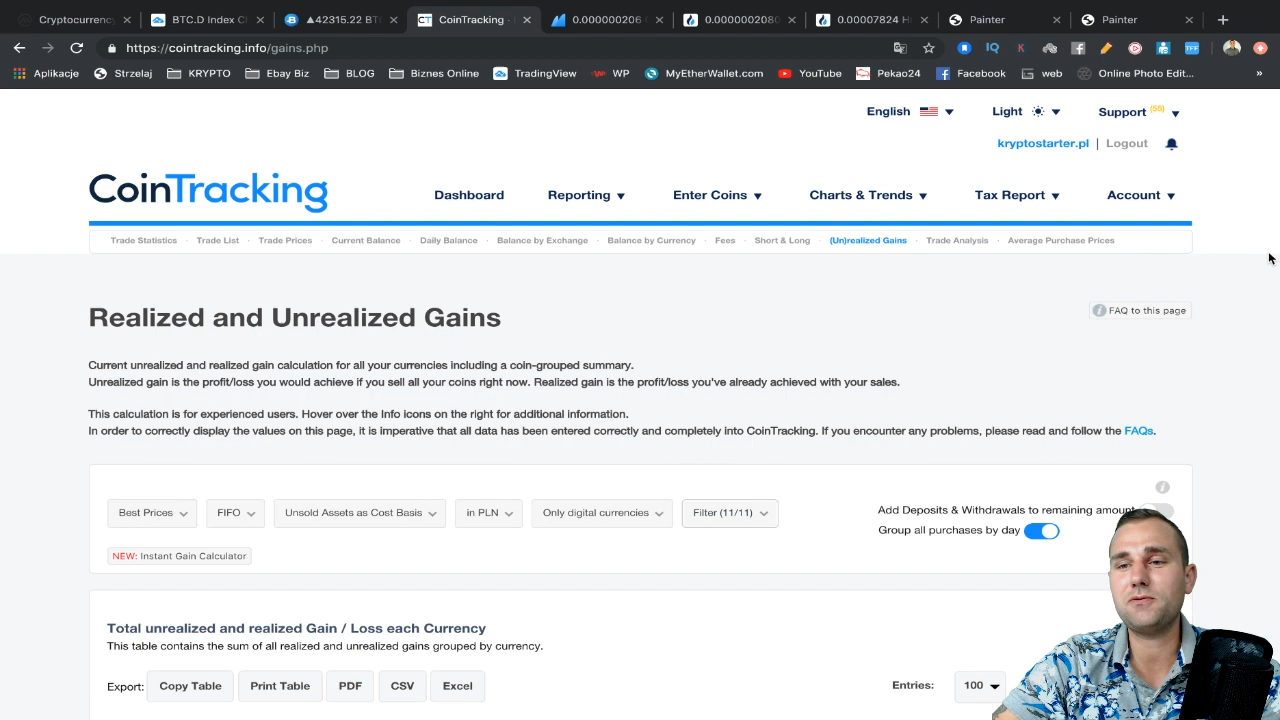 Cryptocurrenc
BTC.D Index Cl
▲42315.22 BT
CoinTracking ·
0.000000206
0.0000002080
0.00007824 H
Painter
Painter
https://cointracking.info/gains.php
Aplikacje
Strzelaj
KRYPTO
Ebay Biz
BLOG
Biznes Online
TradingView
WP
MyEtherWallet.com
YouTube
Pekao24
Facebook
web
Online Photo Edit...
»
English
Light
Support (55)
kryptostarter.pl | Logout
CoinTracking
Dashboard
Reporting
Enter Coins
Charts & Trends
Tax Report
Account
Trade Statistics · Trade List · Trade Prices · Current Balance · Daily Balance · Balance by Exchange · Balance by Currency · Fees · Short & Long · (Un)realized Gains · Trade Analysis · Average Purchase Prices
Realized and Unrealized Gains
FAQ to this page
Current unrealized and realized gain calculation for all your currencies including a coin-grouped summary.
Unrealized gain is the profit/loss you would achieve if you sell all your coins right now. Realized gain is the profit/loss you've already achieved with your sales.
This calculation is for experienced users. Hover over the Info icons on the right for additional information.
In order to correctly display the values on this page, it is imperative that all data has been entered correctly and completely into CoinTracking. If you encounter any problems, please read and follow the FAQs.
Best Prices
FIFO
Unsold Assets as Cost Basis
in PLN
Only digital currencies
Filter (11/11)
Add Deposits & Withdrawals to remaining amount
Group all purchases by day
NEW: Instant Gain Calculator
Total unrealized and realized Gain / Loss each Currency
This table contains the sum of all realized and unrealized gains grouped by currency.
Export:
Copy Table
Print Table
PDF
CSV
Excel
Entries:
100